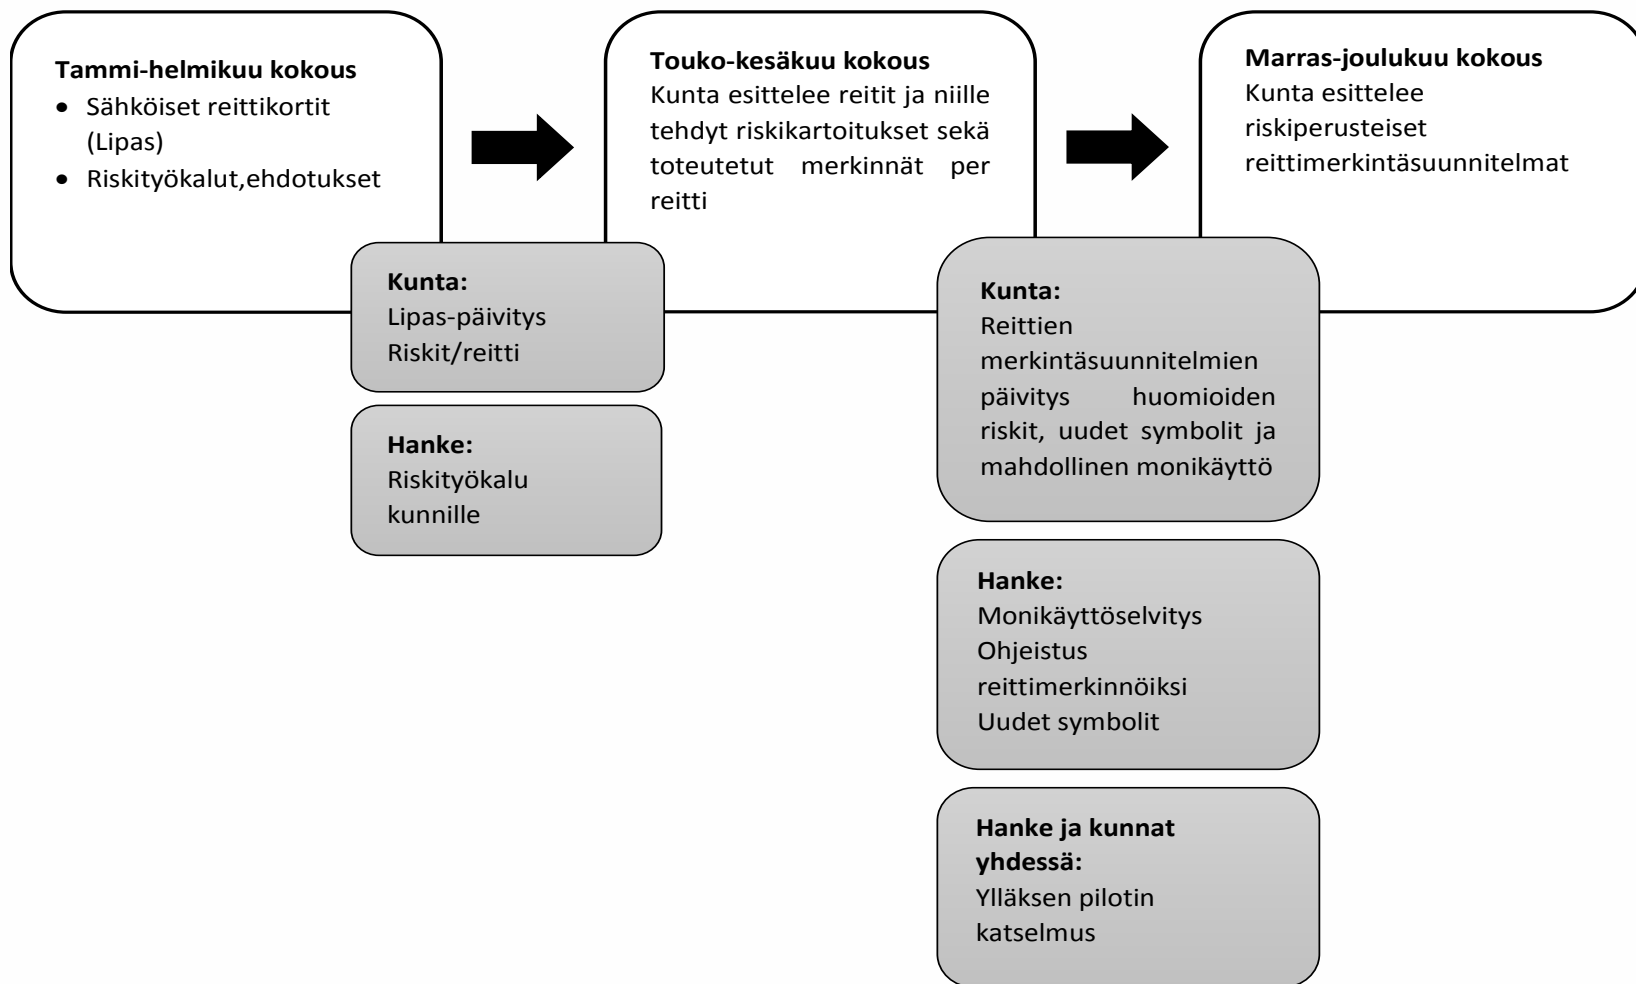 Tammi-helmikuu kokous
• Sähköiset reittikortit
(Lipas)
• Riskityökalut,ehdotukset
Touko-kesäkuu kokous
Kunta esittelee reitit ja niille
tehdyt riskikartoitukset sekä
toteutetut merkinnät per
reitti
Marras-joulukuu kokous
Kunta esittelee
riskiperusteiset
reittimerkintäsuunnitelmat
Kunta:
Lipas-päivitys
Riskit/reitti
Hanke:
Riskityökalu
kunnille
Kunta:
Reittien
merkintäsuunnitelmien
päivitys huomioiden
riskit, uudet symbolit ja
mahdollinen monikäyttö
Hanke:
Monikäyttöselvitys
Ohjeistus
reittimerkinnöiksi
Uudet symbolit
Hanke ja kunnat
yhdessä:
Ylläksen pilotin
katselmus